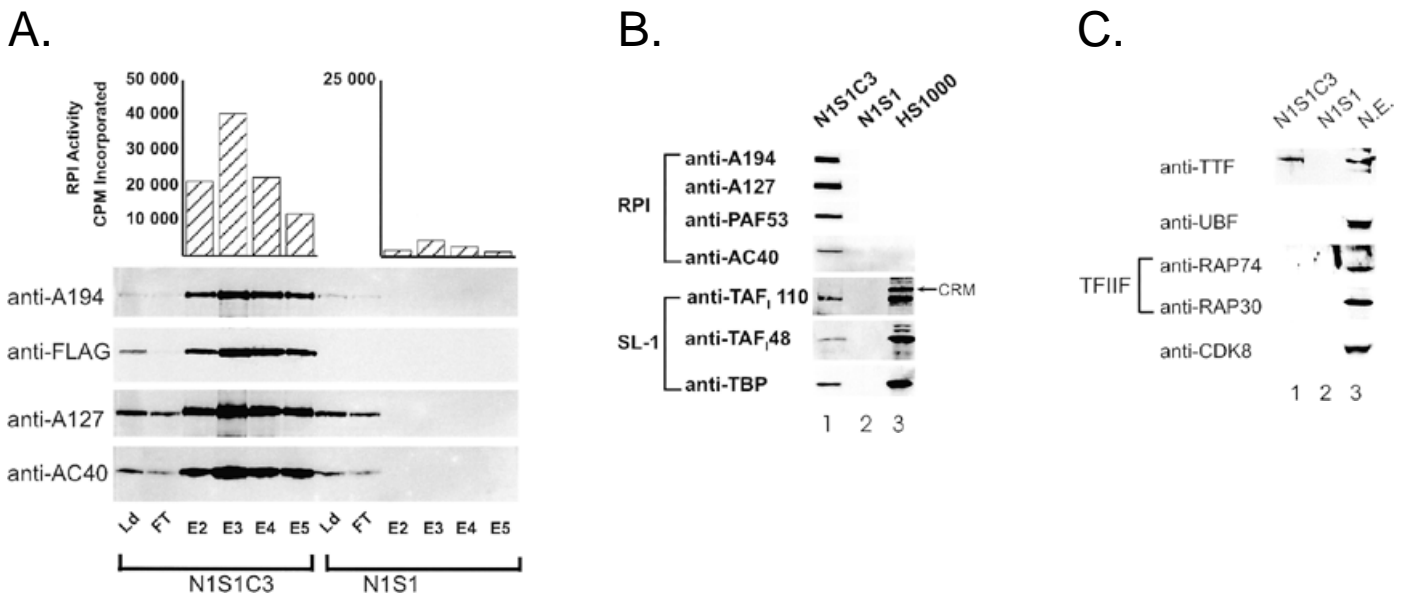 A.
RPI Activity
CPM Incorporated
50 000
40 000
30 000
20 000
10 000
25 000
anti-A194
anti-FLAG
anti-A127
anti-AC40
Ld FT E2 E3 E4 E5 Ld FT E2 E3 E4 E5
N1S1C3 N1S1
B.
N1S1C3 N1S1 HS1000
RPI
anti-A194
anti-A127
anti-PAF53
anti-AC40
SL-1
anti-TAFI 110
CRM
anti-TAFI48
anti-TBP
1 2 3
C.
N1S1C3 N1S1 N.E.
anti-TTF
anti-UBF
TFIIF
anti-RAP74
anti-RAP30
anti-CDK8
1 2 3